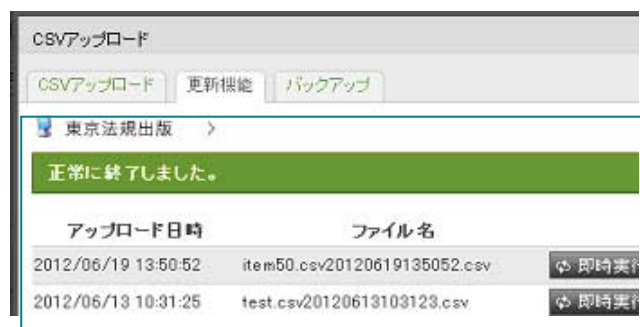 CSVアップロード
CSVアップロード 更新機能 バックアップ
東京法規出版 >
正常に終了しました。
アップロード日時 ファイル名
2012/06/19 13:50:52 item50.csv20120619135052.csv 即時実行
2012/06/13 10:31:25 test.csv20120613103123.csv 即時実行